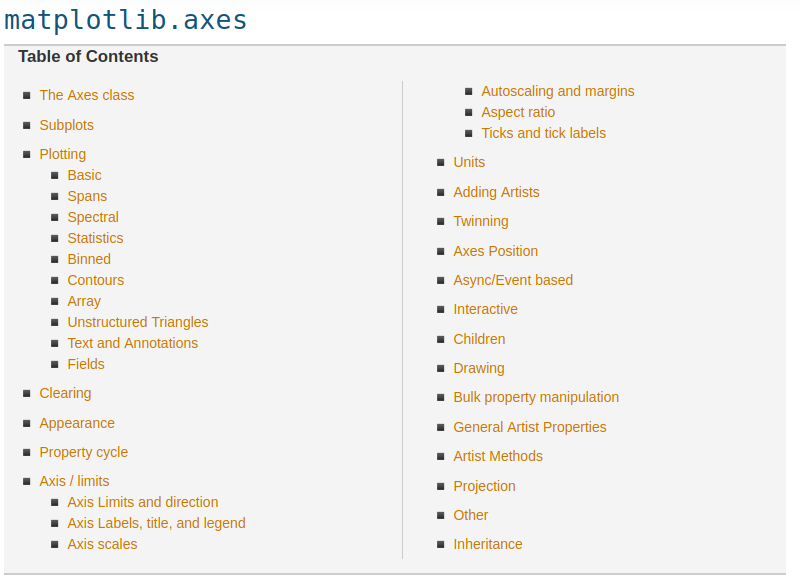 matplotlib.axes
Table of Contents
The Axes class
Subplots
Plotting
Basic
Spans
Spectral
Statistics
Binned
Contours
Array
Unstructured Triangles
Text and Annotations
Fields
Clearing
Appearance
Property cycle
Axis / limits
Axis Limits and direction
Axis Labels, title, and legend
Axis scales
Autoscaling and margins
Aspect ratio
Ticks and tick labels
Units
Adding Artists
Twinning
Axes Position
Async/Event based
Interactive
Children
Drawing
Bulk property manipulation
General Artist Properties
Artist Methods
Projection
Other
Inheritance